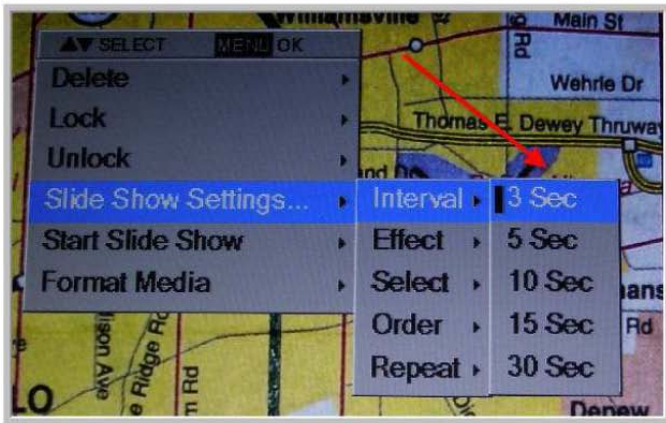 Williamsville
Main St
▲▼ SELECT MENU OK
Delete
Wehrle Dr
Lock
Thomas E. Dewey Thruway
Unlock
Slide Show Settings...
Interval
3 Sec
Start Slide Show
Effect
5 Sec
Format Media
Select
10 Sec
Order
15 Sec
Rd
Repeat
30 Sec
Ridge Rd
Rd
LO
Depew